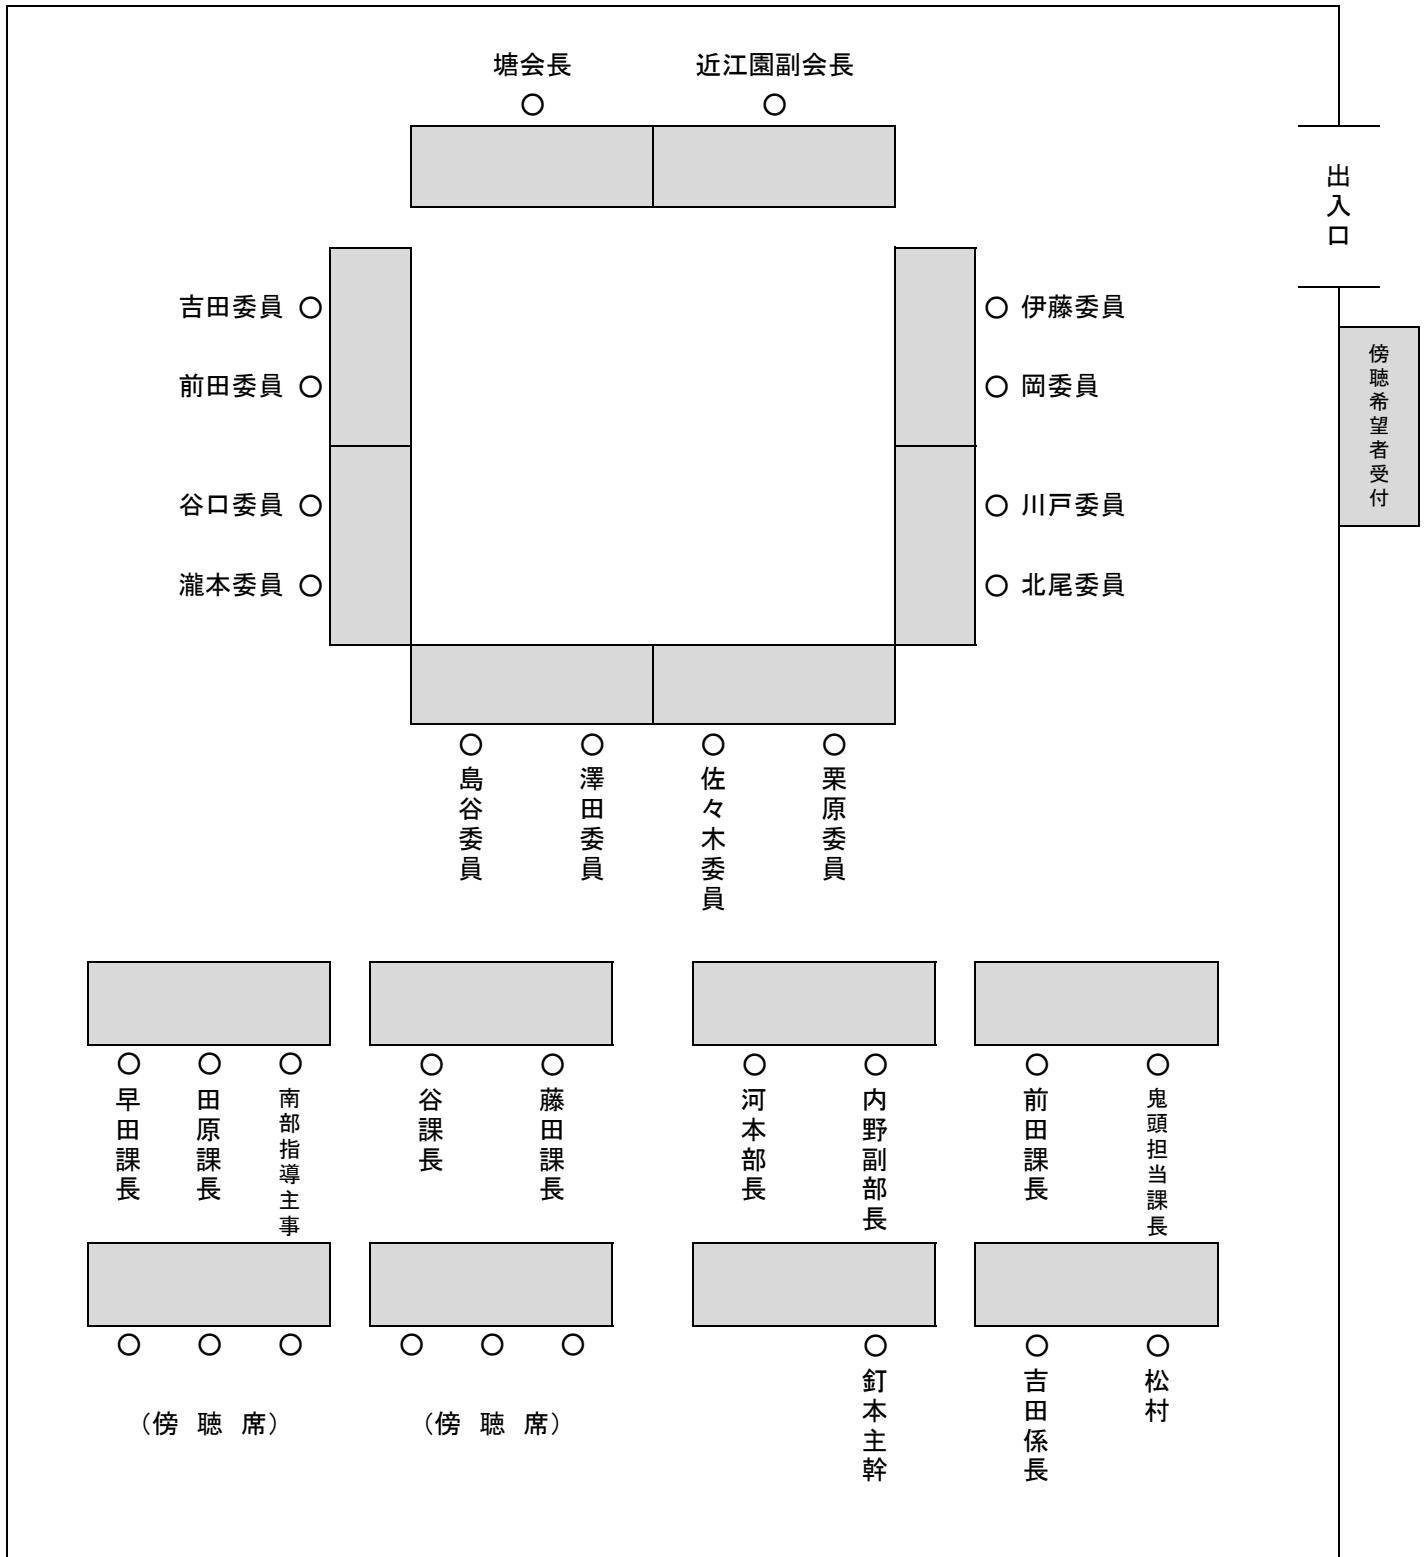 塘会長
近江園副会長
出入口
吉田委員
伊藤委員
傍聴希望者受付
前田委員
岡委員
谷口委員
川戸委員
瀧本委員
北尾委員
島谷委員
澤田委員
佐々木委員
栗原委員
早田課長
田原課長
南部指導主事
谷課長
藤田課長
河本部長
内野副部長
前田課長
鬼頭担当課長
（傍 聴 席）
（傍 聴 席）
釘本主幹
吉田係長
松村